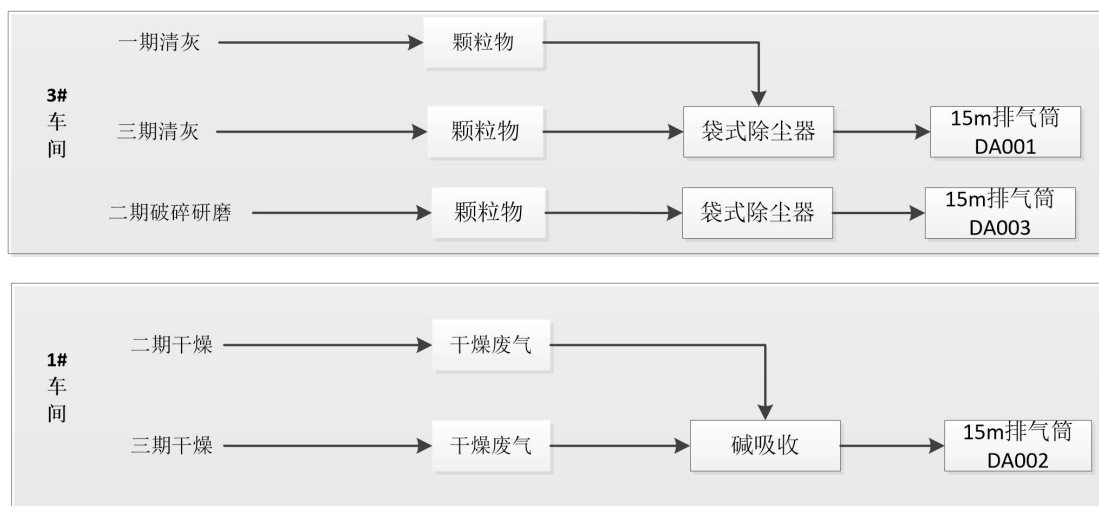 一期清灰
颗粒物
3#
车
间
三期清灰
颗粒物
袋式除尘器
15m排气筒
DA001
二期破碎研磨
颗粒物
袋式除尘器
15m排气筒
DA003
1#
车
间
二期干燥
干燥废气
三期干燥
干燥废气
碱吸收
15m排气筒
DA002